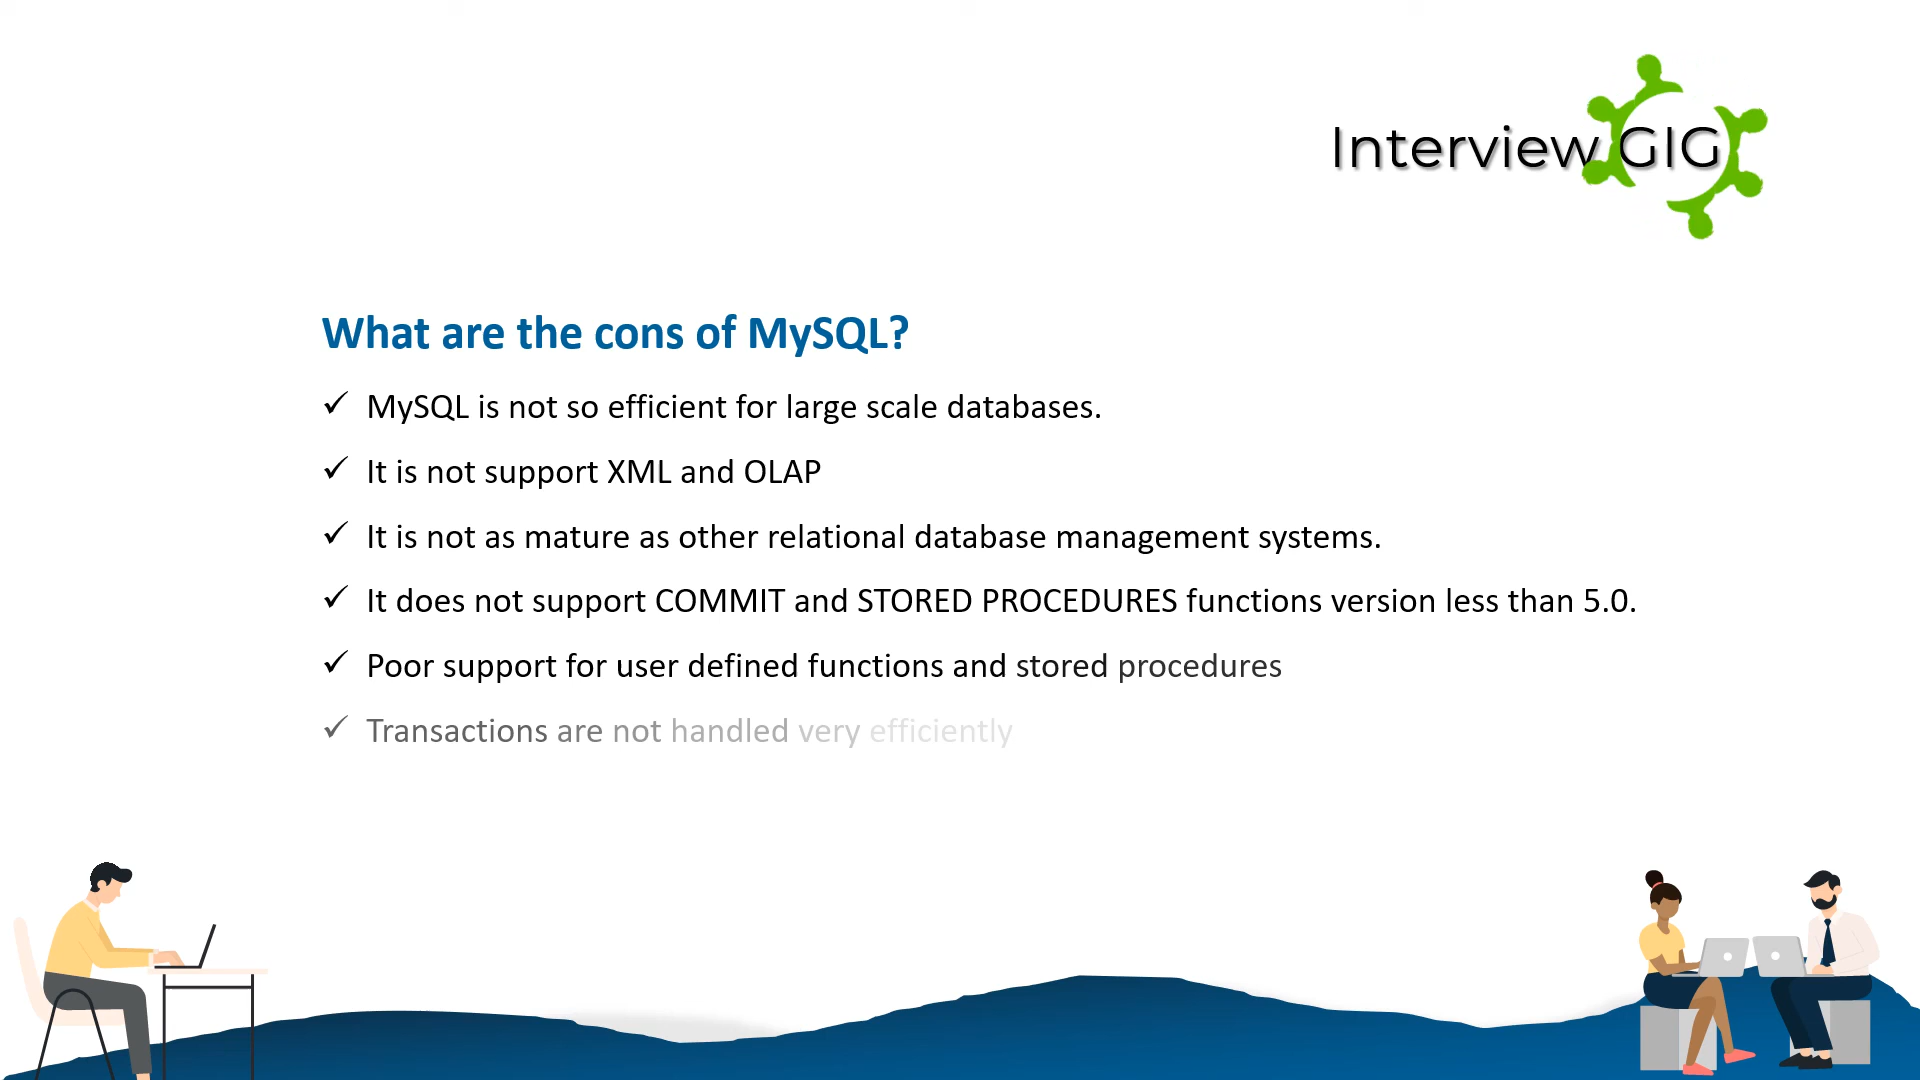 Interview GIG
What are the cons of MySQL?
✓ MySQL is not so efficient for large scale databases.
✓ It is not support XML and OLAP
✓ It is not as mature as other relational database management systems.
✓ It does not support COMMIT and STORED PROCEDURES functions version less than 5.0.
✓ Poor support for user defined functions and stored procedures
✓ Transactions are not handled very efficiently